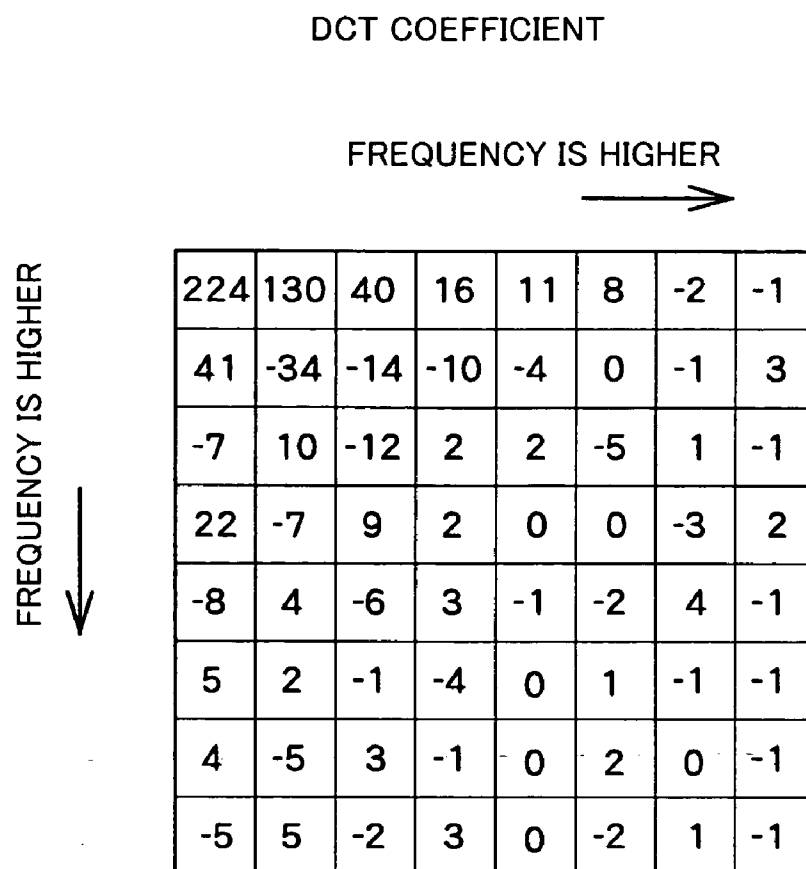 DCT COEFFICIENT
FREQUENCY IS HIGHER
FREQUENCY IS HIGHER
224 130 40 16 11 8 -2 -1
41 -34 -14 -10 -4 0 -1 3
-7 10 -12 2 2 -5 1 -1
22 -7 9 2 0 0 -3 2
-8 4 -6 3 -1 -2 4 -1
5 2 -1 -4 0 1 -1 -1
4 -5 3 -1 0 2 0 -1
-5 5 -2 3 0 -2 1 -1